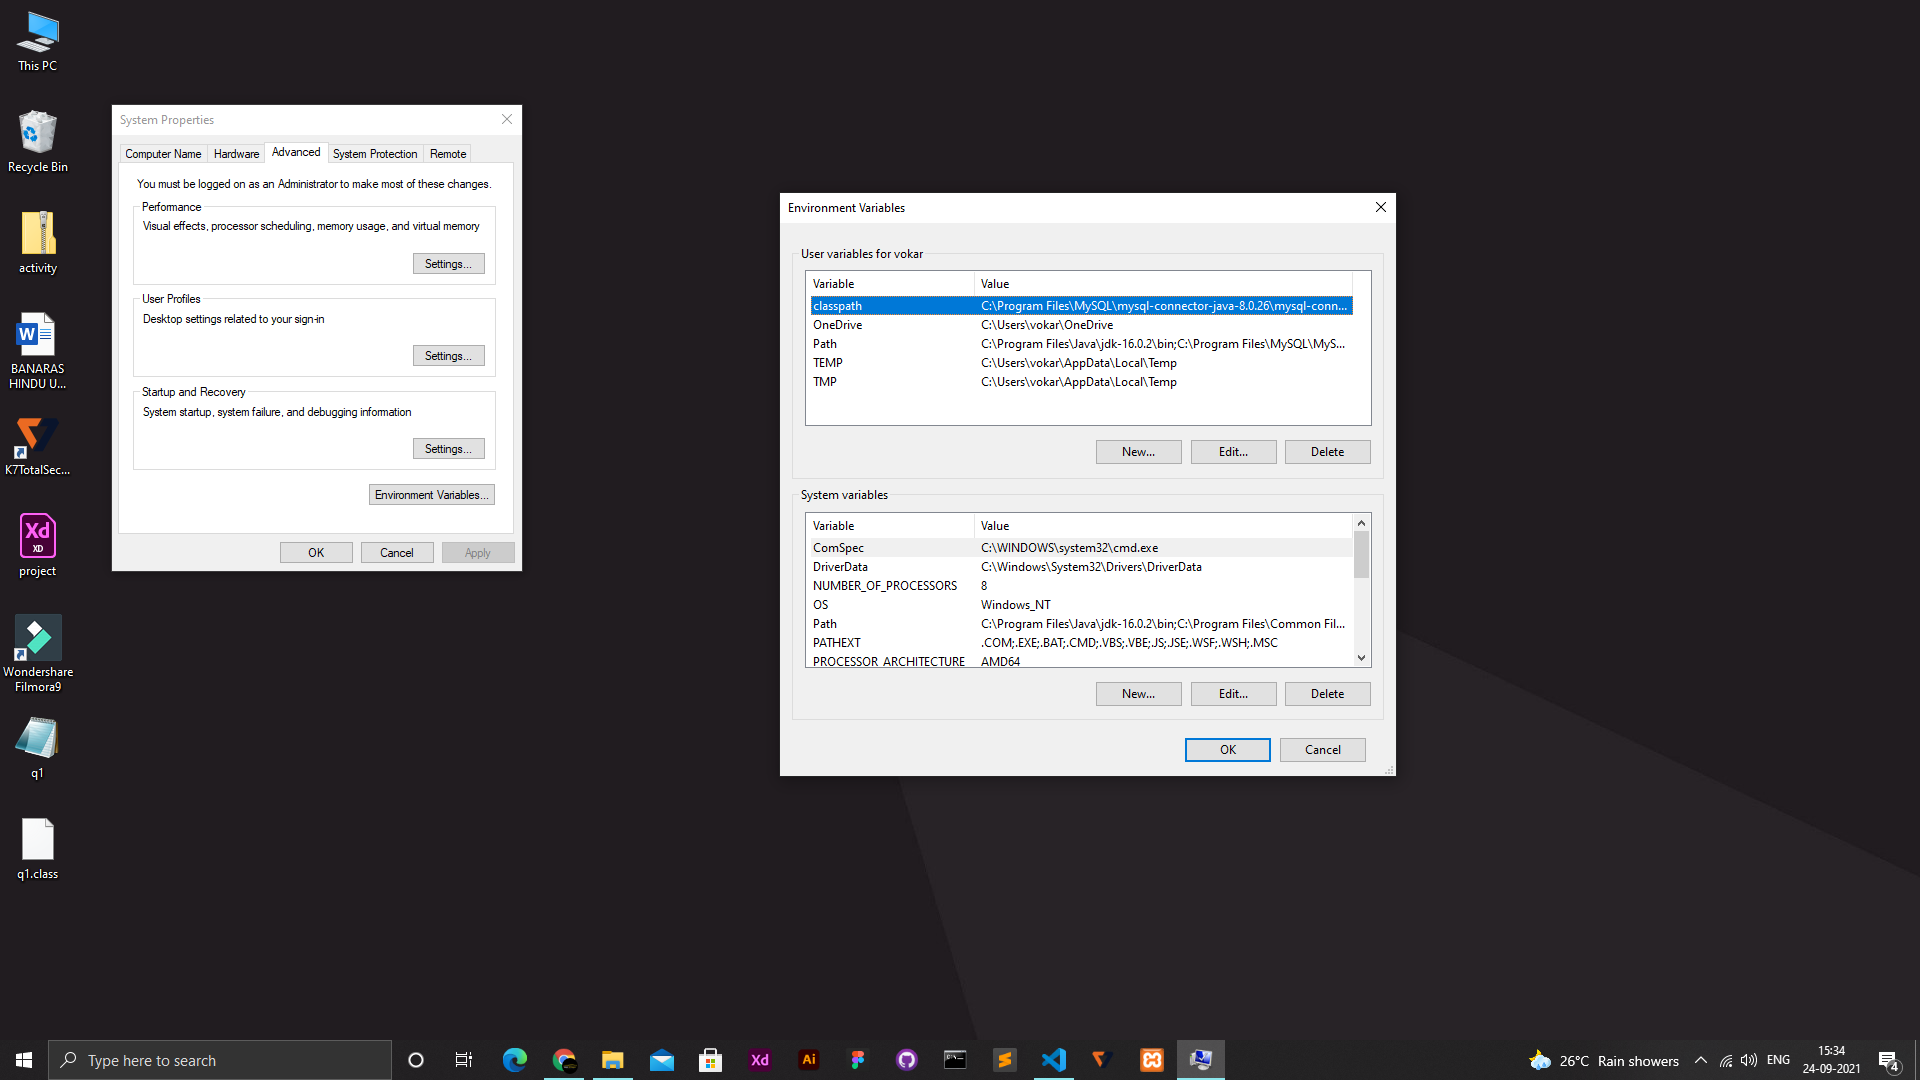 This PC
Recycle Bin
activity
BANARAS
HINDU U...
K7TotalSec...
Xd
XD
project
Wondershare
Filmora9
q1
q1.class
System Properties
Computer Name Hardware Advanced System Protection Remote
You must be logged on as an Administrator to make most of these changes.
Performance
Visual effects, processor scheduling, memory usage, and virtual memory
Settings...
User Profiles
Desktop settings related to your sign-in
Settings...
Startup and Recovery
System startup, system failure, and debugging information
Settings...
Environment Variables...
OK Cancel Apply
Environment Variables
User variables for vokar
Variable Value
classpath C:\Program Files\MySQL\mysql-connector-java-8.0.26\mysql-conn...
OneDrive C:\Users\vokar\OneDrive
Path C:\Program Files\Java\jdk-16.0.2\bin;C:\Program Files\MySQL\MyS...
TEMP C:\Users\vokar\AppData\Local\Temp
TMP C:\Users\vokar\AppData\Local\Temp
New... Edit... Delete
System variables
Variable Value
ComSpec C:\WINDOWS\system32\cmd.exe
DriverData C:\Windows\System32\Drivers\DriverData
NUMBER_OF_PROCESSORS 8
OS Windows_NT
Path C:\Program Files\Java\jdk-16.0.2\bin;C:\Program Files\Common Fil...
PATHEXT .COM;.EXE;.BAT;.CMD;.VBS;.VBE;.JS;.JSE;.WSF;.WSH;.MSC
PROCESSOR_ARCHITECTURE AMD64
New... Edit... Delete
OK Cancel
Type here to search
Xd
Ai
26°C Rain showers
ENG
15:34
24-09-2021
4